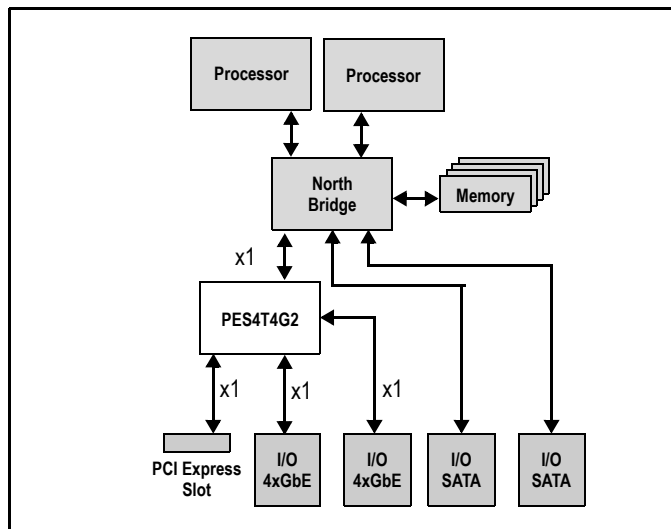 Processor
Processor
North
Bridge
Memory
x1
PES4T4G2
x1
x1
x1
PCI Express
Slot
I/O
4xGbE
I/O
4xGbE
I/O
SATA
I/O
SATA